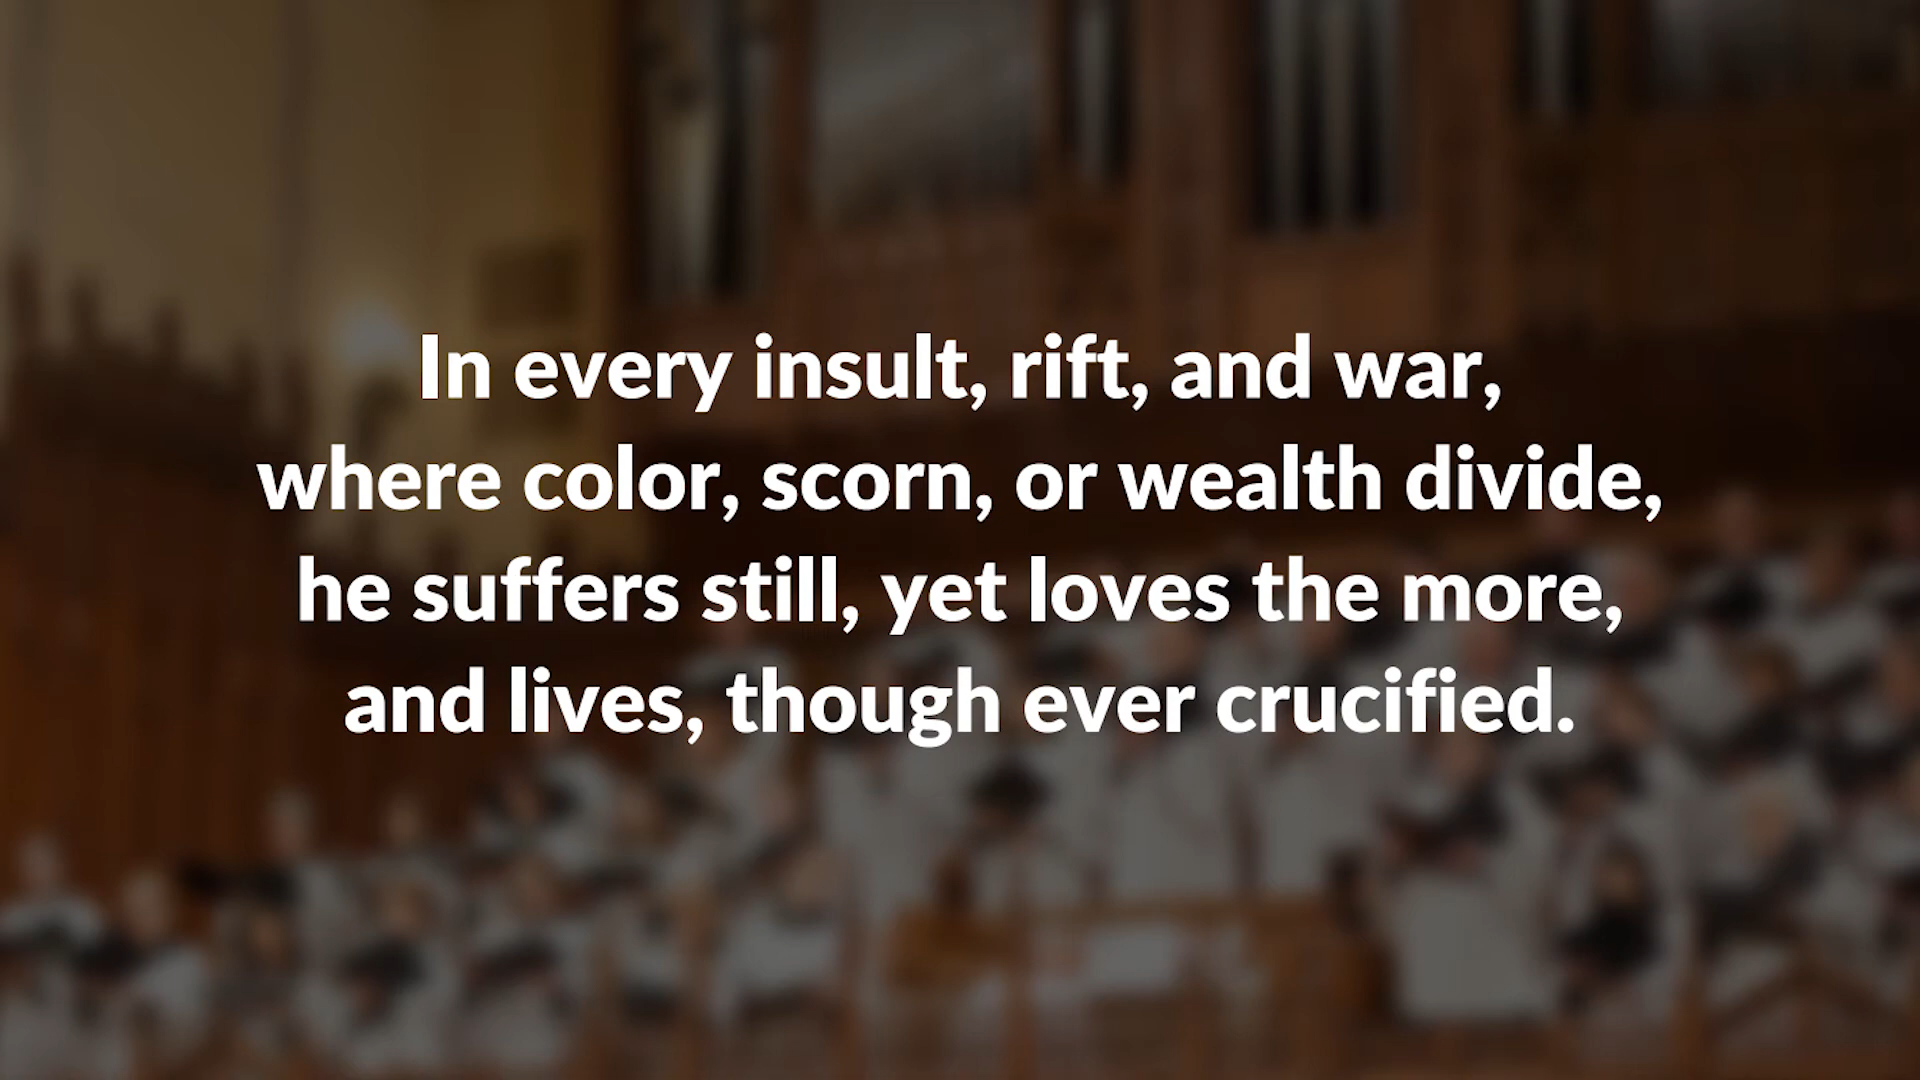 In every insult, rift, and war,
where color, scorn, or wealth divide,
he suffers still, yet loves the more,
and lives, though ever crucified.